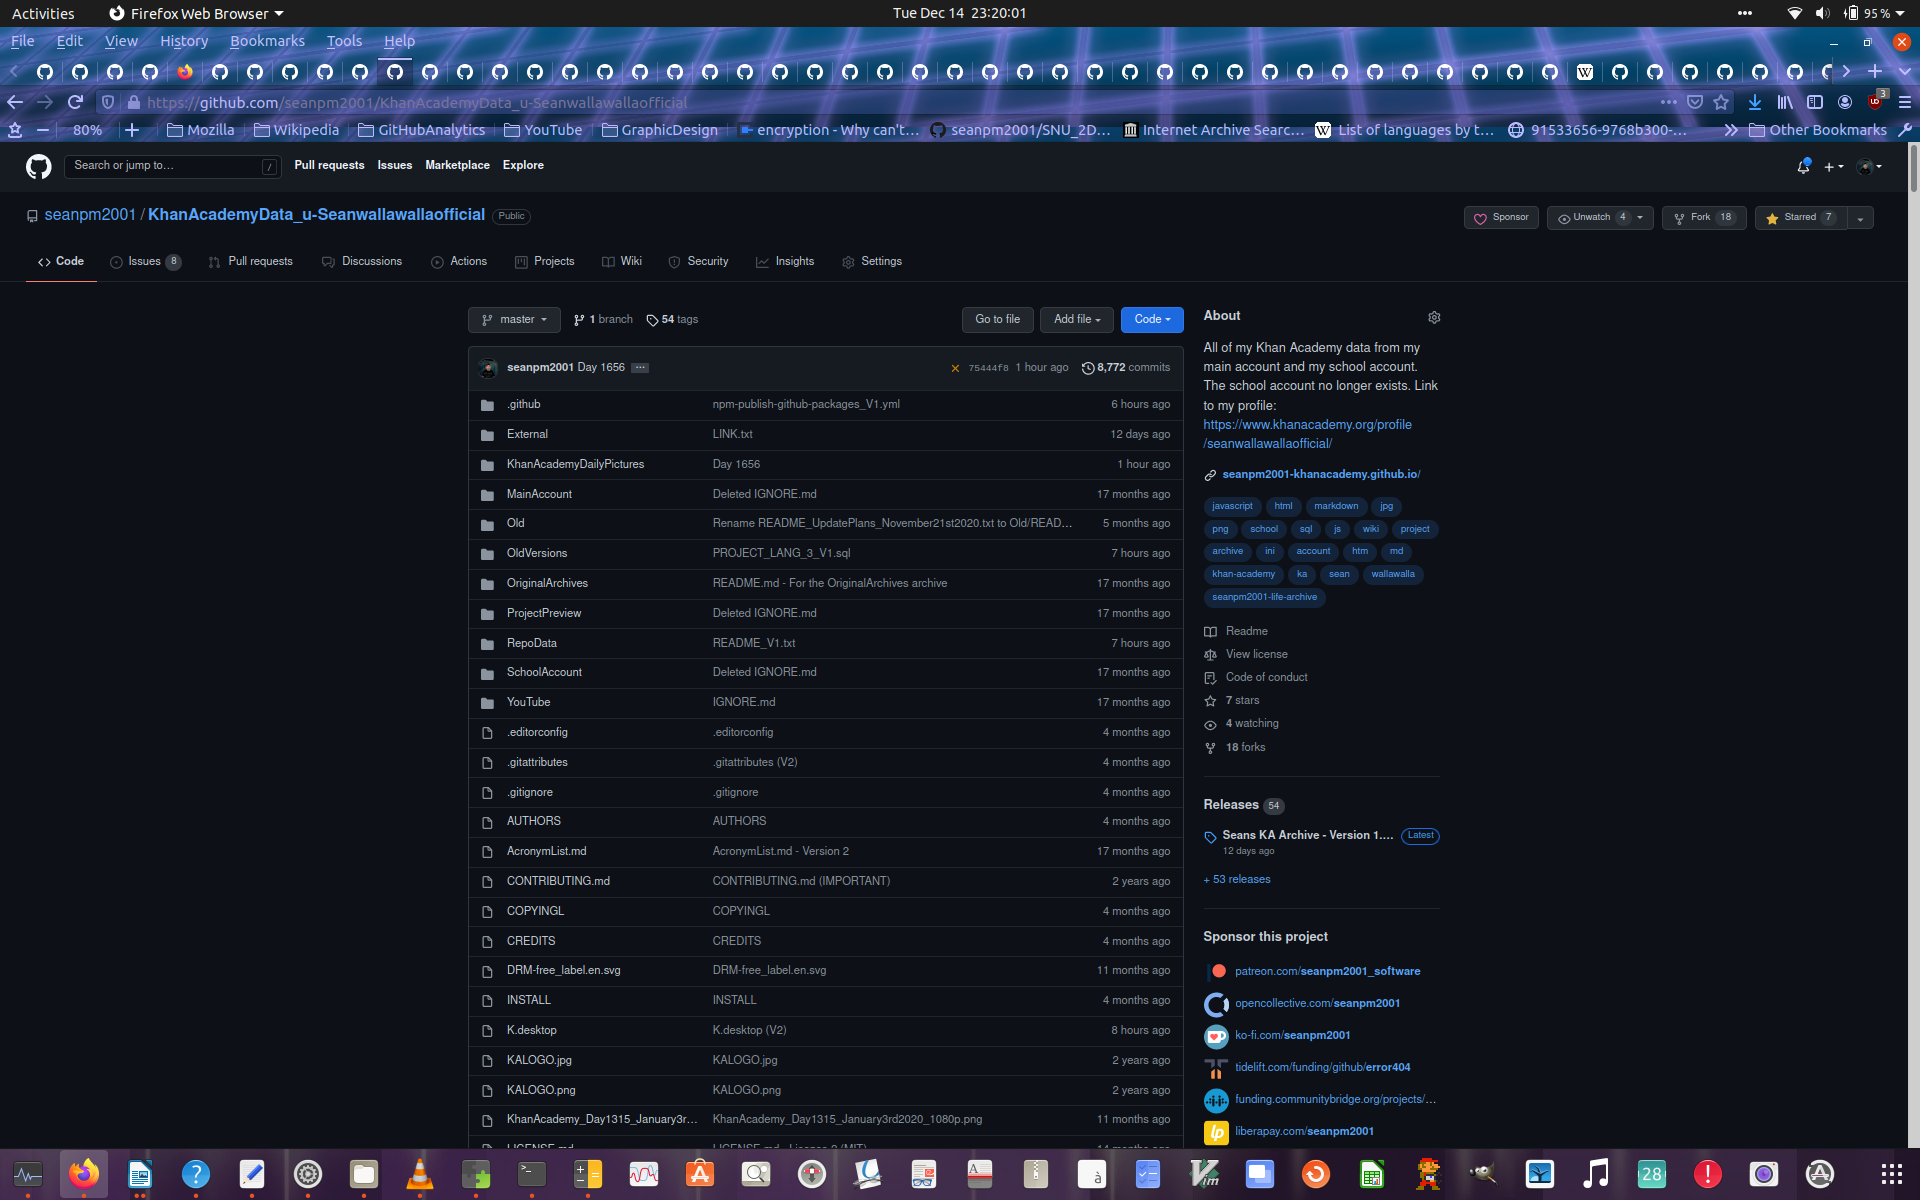 Activities Firefox Web Browser Tue Dec 14 23:20:01 95 %
File Edit View History Bookmarks Tools Help
https://github.com/seanpm2001/KhanAcademyData_u-Seanwallawallaofficial 3
80% Mozilla Wikipedia GitHubAnalytics YouTube GraphicDesign encryption - Why can't… seanpm2001/SNU_2D… Internet Archive Searc… List of languages by t… 91533656-9768b300-… Other Bookmarks
Search or jump to… / Pull requests Issues Marketplace Explore
seanpm2001 / KhanAcademyData_u-Seanwallawallaofficial Public Sponsor Unwatch 4 Fork 18 Starred 7
Code Issues 8 Pull requests Discussions Actions Projects Wiki Security Insights Settings
master 1 branch 54 tags Go to file Add file Code
seanpm2001 Day 1656 ··· 75444f8 1 hour ago 8,772 commits
.github npm-publish-github-packages_V1.yml 6 hours ago
External LINK.txt 12 days ago
KhanAcademyDailyPictures Day 1656 1 hour ago
MainAccount Deleted IGNORE.md 17 months ago
Old Rename README_UpdatePlans_November21st2020.txt to Old/READ… 5 months ago
OldVersions PROJECT_LANG_3_V1.sql 7 hours ago
OriginalArchives README.md - For the OriginalArchives archive 17 months ago
ProjectPreview Deleted IGNORE.md 17 months ago
RepoData README_V1.txt 7 hours ago
SchoolAccount Deleted IGNORE.md 17 months ago
YouTube IGNORE.md 17 months ago
.editorconfig .editorconfig 4 months ago
.gitattributes .gitattributes (V2) 4 months ago
.gitignore .gitignore 4 months ago
AUTHORS AUTHORS 4 months ago
AcronymList.md AcronymList.md - Version 2 17 months ago
CONTRIBUTING.md CONTRIBUTING.md (IMPORTANT) 2 years ago
COPYINGL COPYINGL 4 months ago
CREDITS CREDITS 4 months ago
DRM-free_label.en.svg DRM-free_label.en.svg 11 months ago
INSTALL INSTALL 4 months ago
K.desktop K.desktop (V2) 8 hours ago
KALOGO.jpg KALOGO.jpg 2 years ago
KALOGO.png KALOGO.png 2 years ago
KhanAcademy_Day1315_January3r… KhanAcademy_Day1315_January3rd2020_1080p.png 11 months ago
About
All of my Khan Academy data from my
main account and my school account.
The school account no longer exists. Link
to my profile:
https://www.khanacademy.org/profile
/seanwallawallaofficial/
seanpm2001-khanacademy.github.io/
javascript html markdown jpg
png school sql js wiki project
archive ini account htm md
khan-academy ka sean wallawalla
seanpm2001-life-archive
Readme
View license
Code of conduct
7 stars
4 watching
18 forks
Releases 54
Seans KA Archive - Version 1.… Latest
12 days ago
+ 53 releases
Sponsor this project
patreon.com/seanpm2001_software
opencollective.com/seanpm2001
ko-fi.com/seanpm2001
tidelift.com/funding/github/error404
funding.communitybridge.org/projects/…
liberapay.com/seanpm2001
28